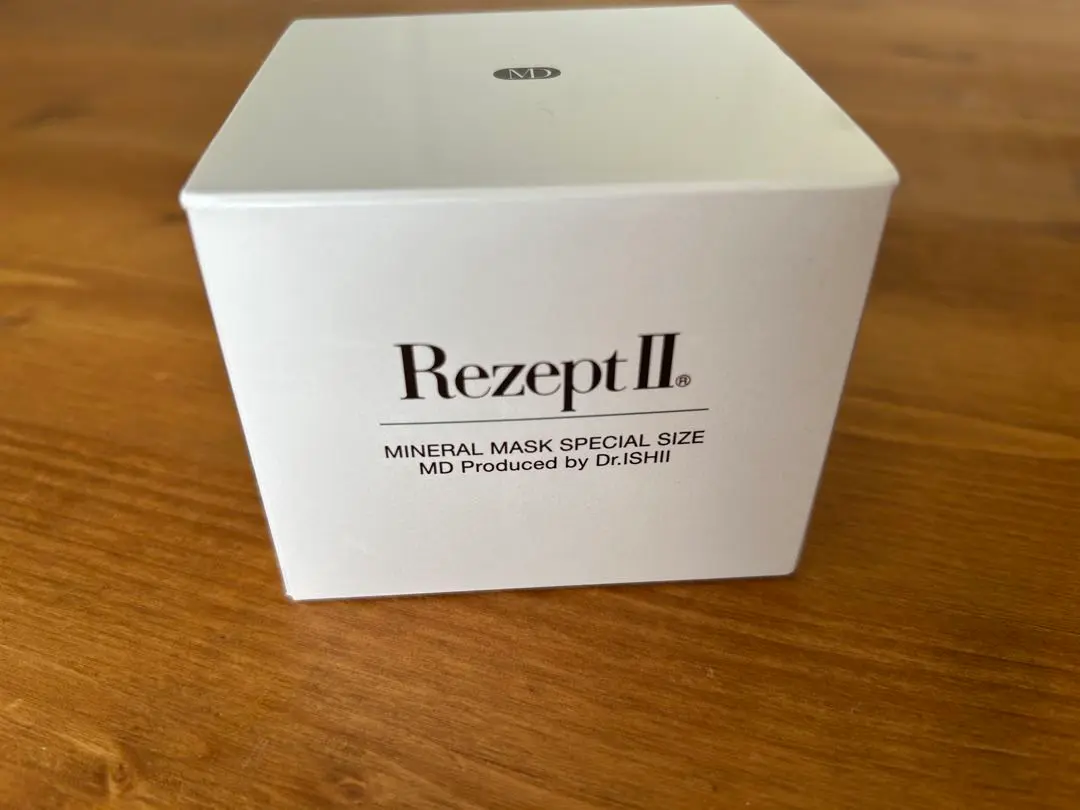 MD
Rezept II®
MINERAL MASK SPECIAL SIZE
MD Produced by Dr.ISHII